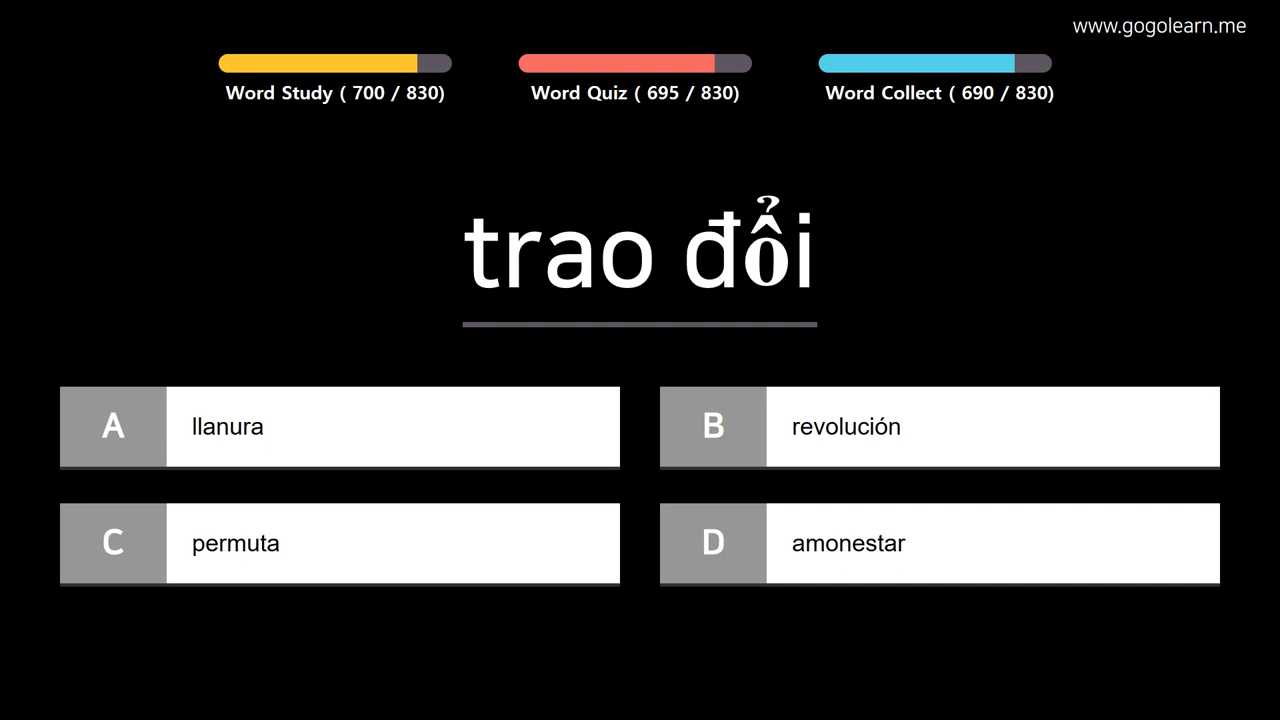 www.gogolearn.me
Word Study ( 700 / 830)
Word Quiz ( 695 / 830)
Word Collect ( 690 / 830)
trao đổi
A llanura
B revolución
C permuta
D amonestar